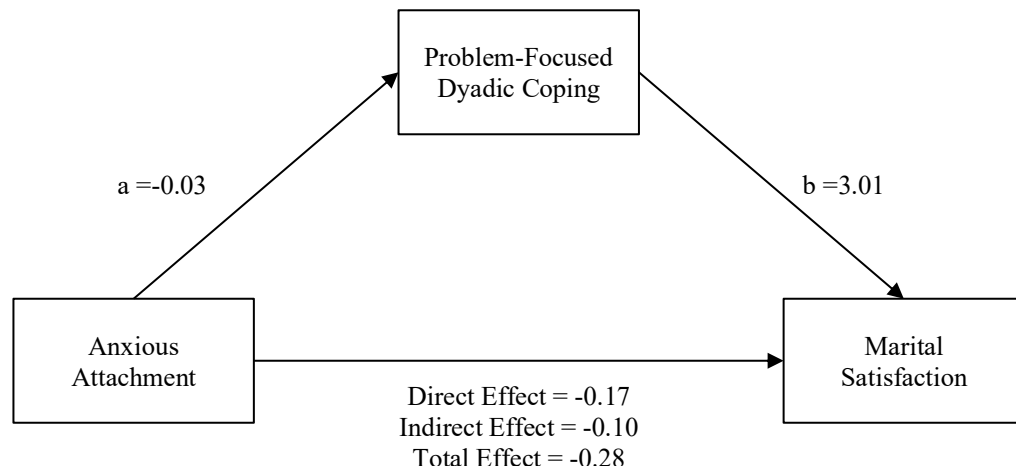 Problem-Focused
Dyadic Coping
a =-0.03
b =3.01
Anxious
Attachment
Marital
Satisfaction
Direct Effect = -0.17
Indirect Effect = -0.10
Total Effect = -0.28